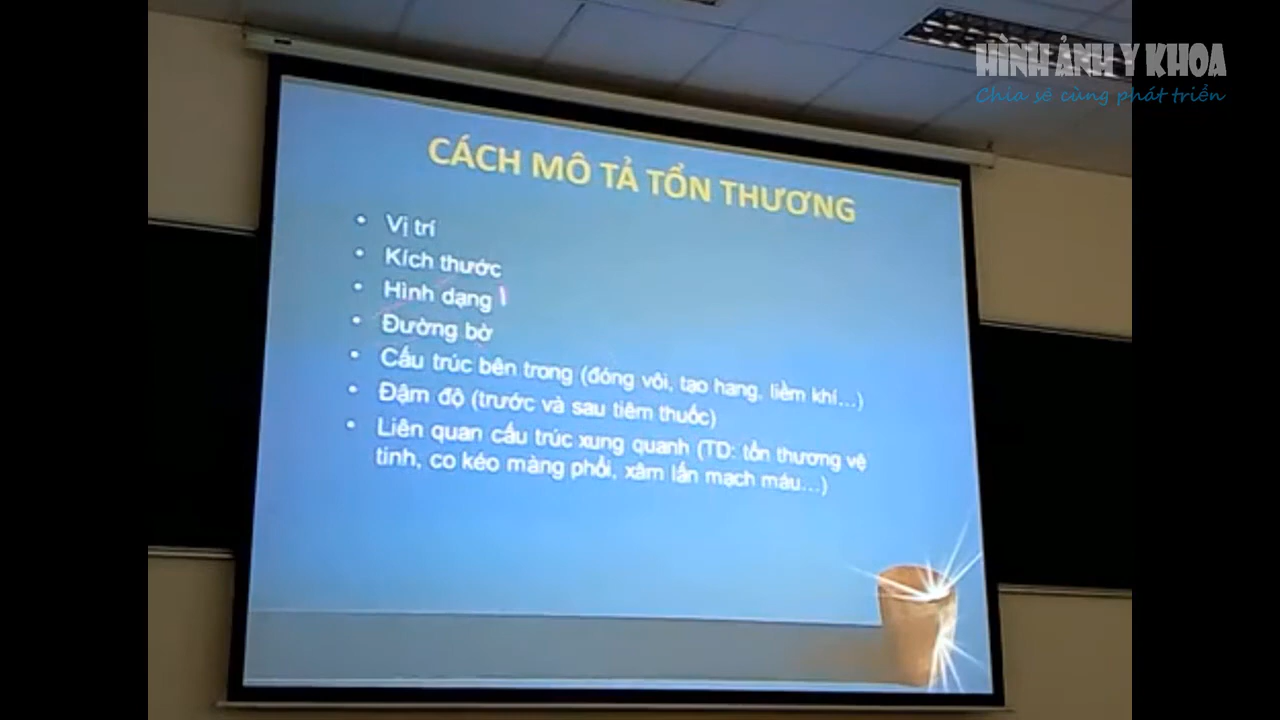 HÌNH ẢNH Y KHOA
Chia sẽ cùng phát triển
CÁCH MÔ TẢ TỔN THƯƠNG
• Vị trí
• Kích thước
• Hình dạng
• Đường bờ
• Cấu trúc bên trong (đóng vôi, tạo hang, liềm khí...)
• Đậm độ (trước và sau tiêm thuốc)
• Liên quan cấu trúc xung quanh (TD: tổn thương vệ
tinh, co kéo màng phổi, xâm lấn mạch máu...)